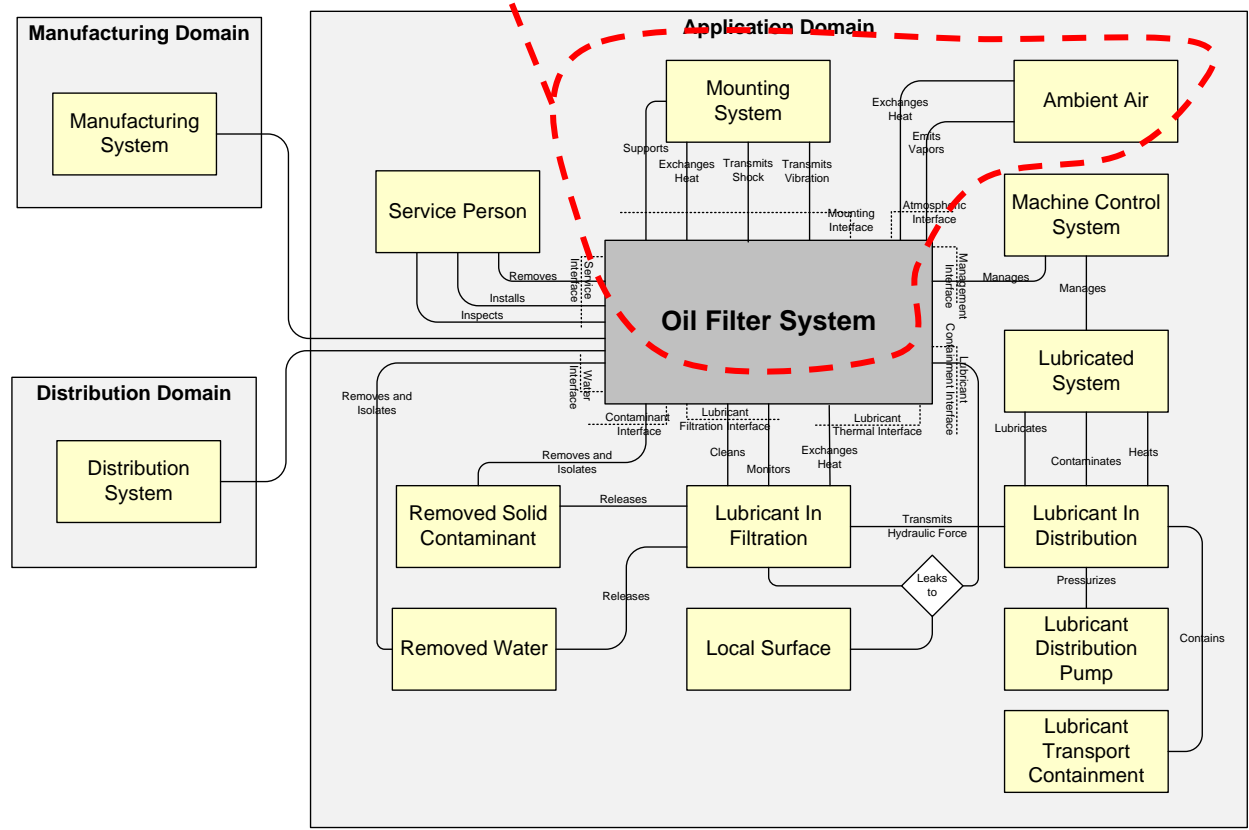 Manufacturing Domain
Manufacturing
System
Distribution Domain
Distribution
System
Application Domain
Mounting
System
Ambient Air
Exchanges
Heat
Emits
Vapors
Supports
Exchanges
Heat
Transmits
Shock
Transmits
Vibration
Service Person
Machine Control
System
Mounting
Interface
Atmospheric
Interface
Removes
Installs
Inspects
Service
Interface
Management
Interface
Manages
Manages
Oil Filter System
Lubricated
System
Lubricant
Containment Interface
Water
Interface
Removes and
Isolates
Contaminant
Interface
Lubricant
Filtration Interface
Lubricant
Thermal Interface
Lubricates
Contaminates
Heats
Removes and
Isolates
Cleans
Monitors
Exchanges
Heat
Removed Solid
Contaminant
Releases
Lubricant In
Filtration
Transmits
Hydraulic Force
Lubricant In
Distribution
Leaks
to
Pressurizes
Releases
Removed Water
Local Surface
Lubricant
Distribution
Pump
Contains
Lubricant
Transport
Containment